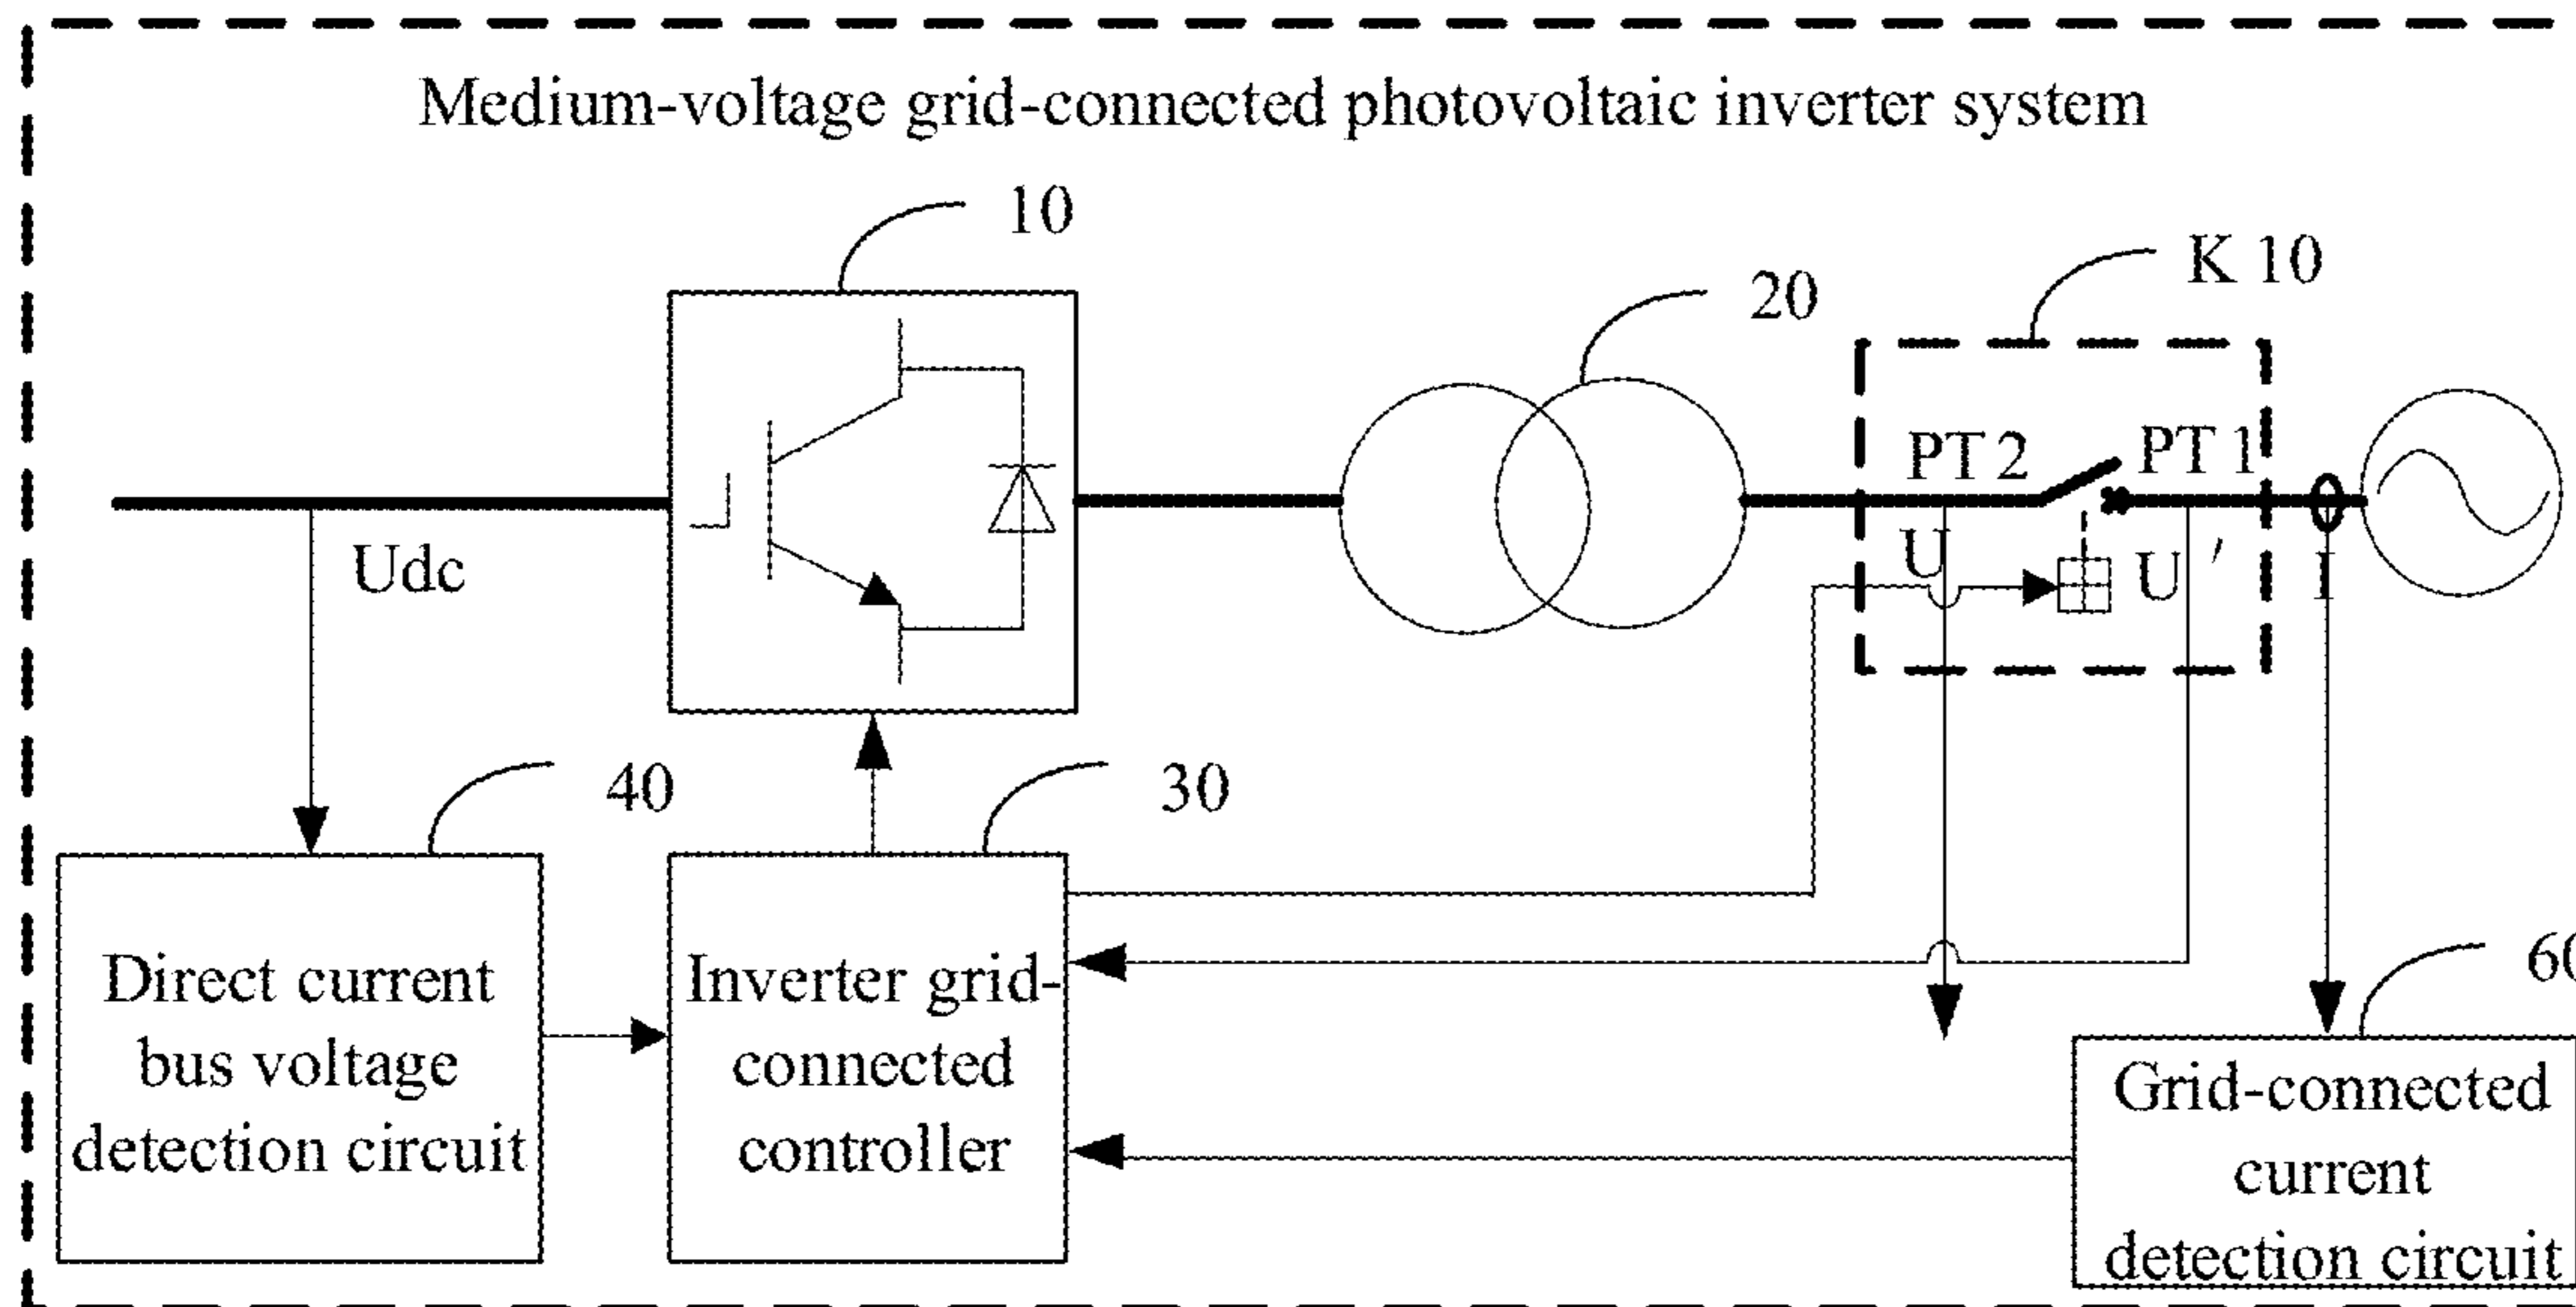 Medium-voltage grid-connected photovoltaic inverter system
10
K 10
20
PT 2
PT 1
Udc
U
U '
I
40
30
60
Direct current
bus voltage
detection circuit
Inverter grid-
connected
controller
Grid-connected
current
detection circuit